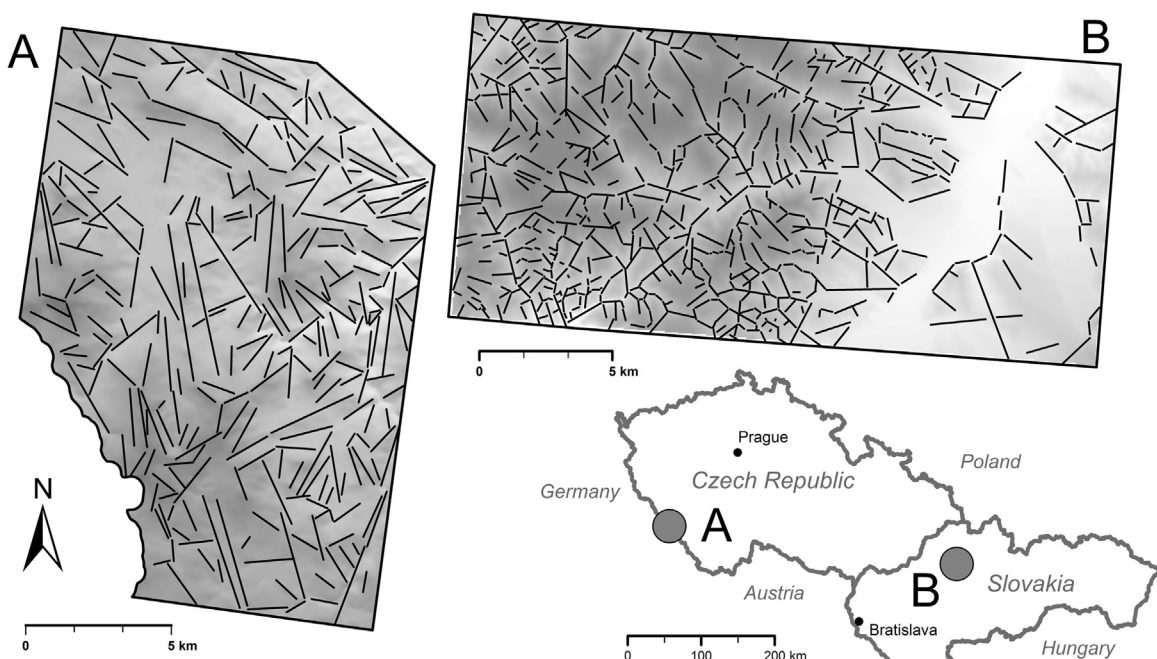 A
B
0 5 km
Prague
Czech Republic
Poland
Germany
A
N
B
Slovakia
Austria
Bratislava
Hungary
0 5 km
0 100 200 km